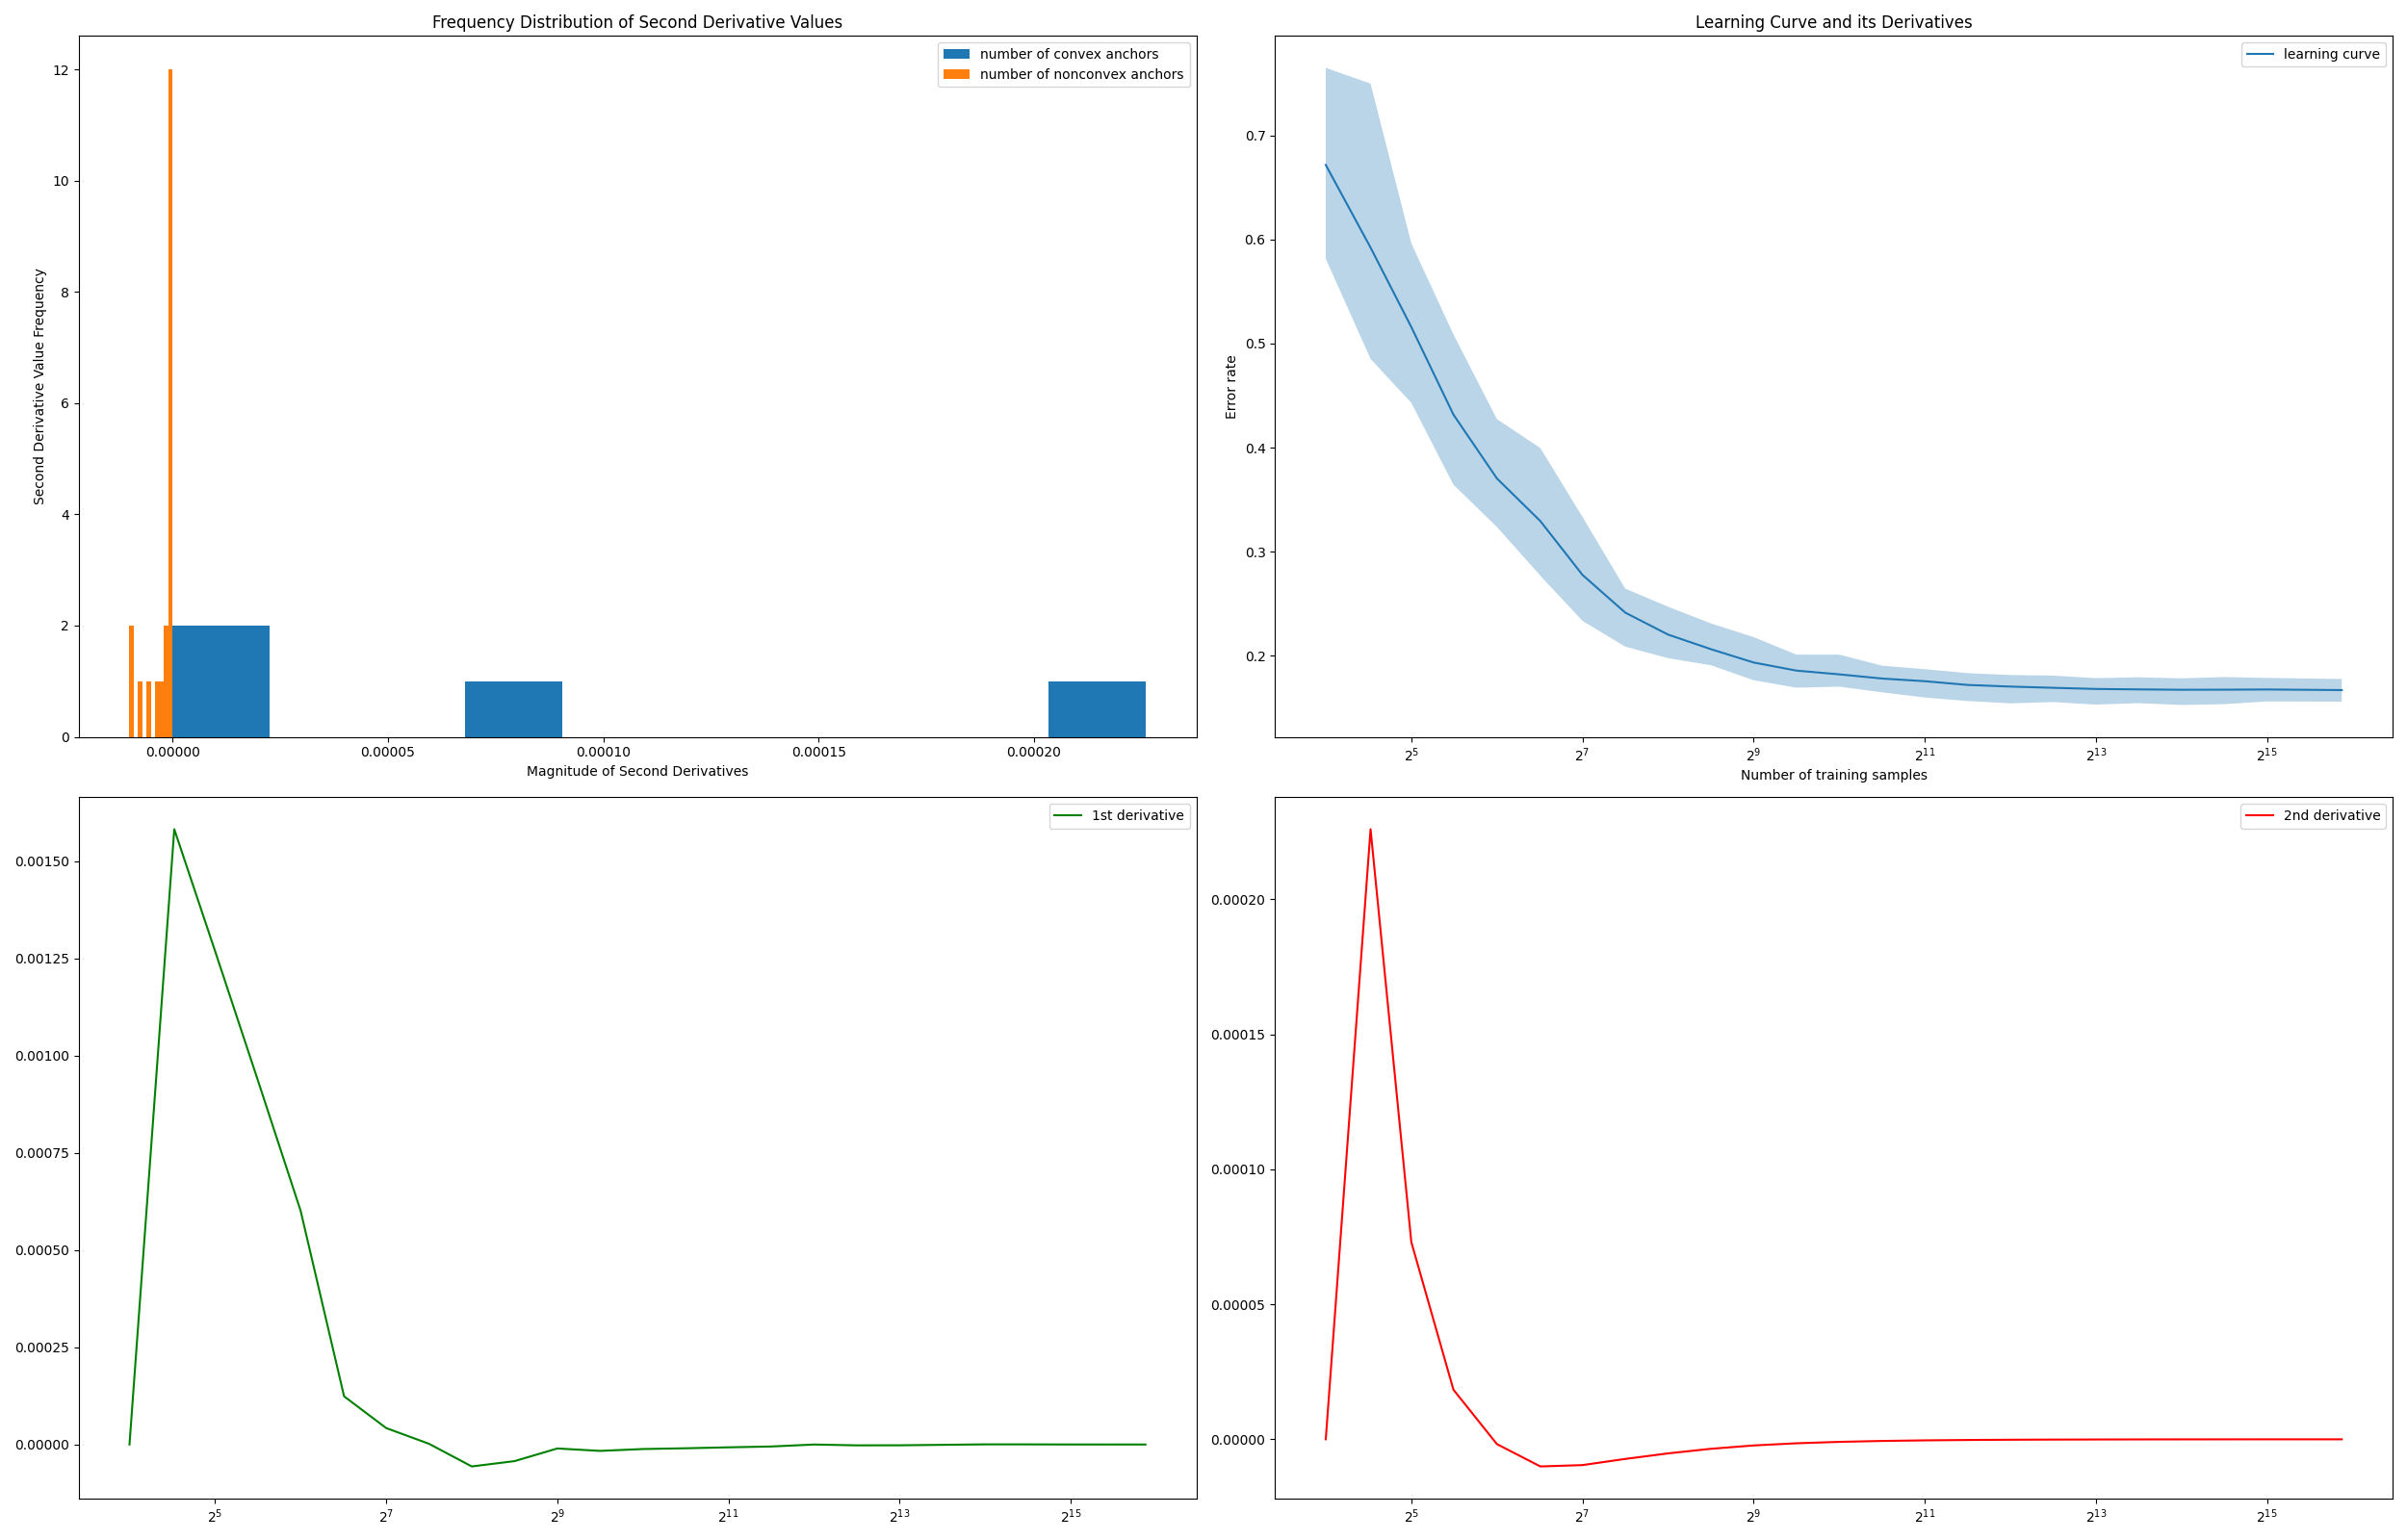 Frequency Distribution of Second Derivative Values
number of convex anchors
number of nonconvex anchors
12
10
8
6
4
2
0
Second Derivative Value Frequency
0.00000 0.00005 0.00010 0.00015 0.00020
Magnitude of Second Derivatives
Learning Curve and its Derivatives
learning curve
0.7
0.6
0.5
0.4
0.3
0.2
Error rate
2^5 2^7 2^9 2^11 2^13 2^15
Number of training samples
1st derivative
0.00150
0.00125
0.00100
0.00075
0.00050
0.00025
0.00000
2^5 2^7 2^9 2^11 2^13 2^15
2nd derivative
0.00020
0.00015
0.00010
0.00005
0.00000
2^5 2^7 2^9 2^11 2^13 2^15